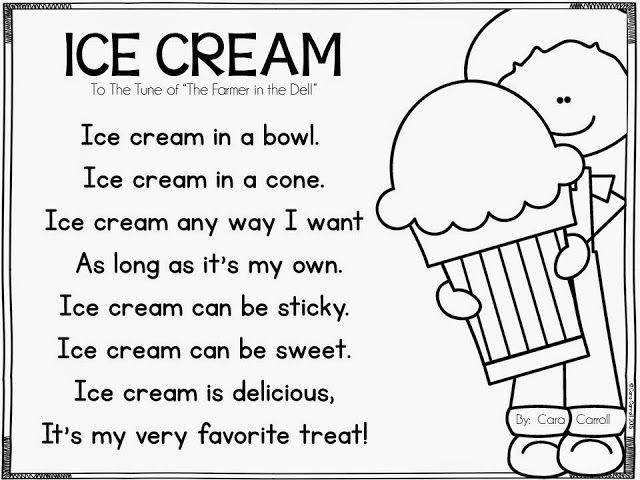 ICE CREAM
To The Tune of "The Farmer in the Dell"
Ice cream in a bowl.
Ice cream in a cone.
Ice cream any way I want
As long as it's my own.
Ice cream can be sticky.
Ice cream can be sweet.
Ice cream is delicious,
It's my very favorite treat!
By: Cara Carroll